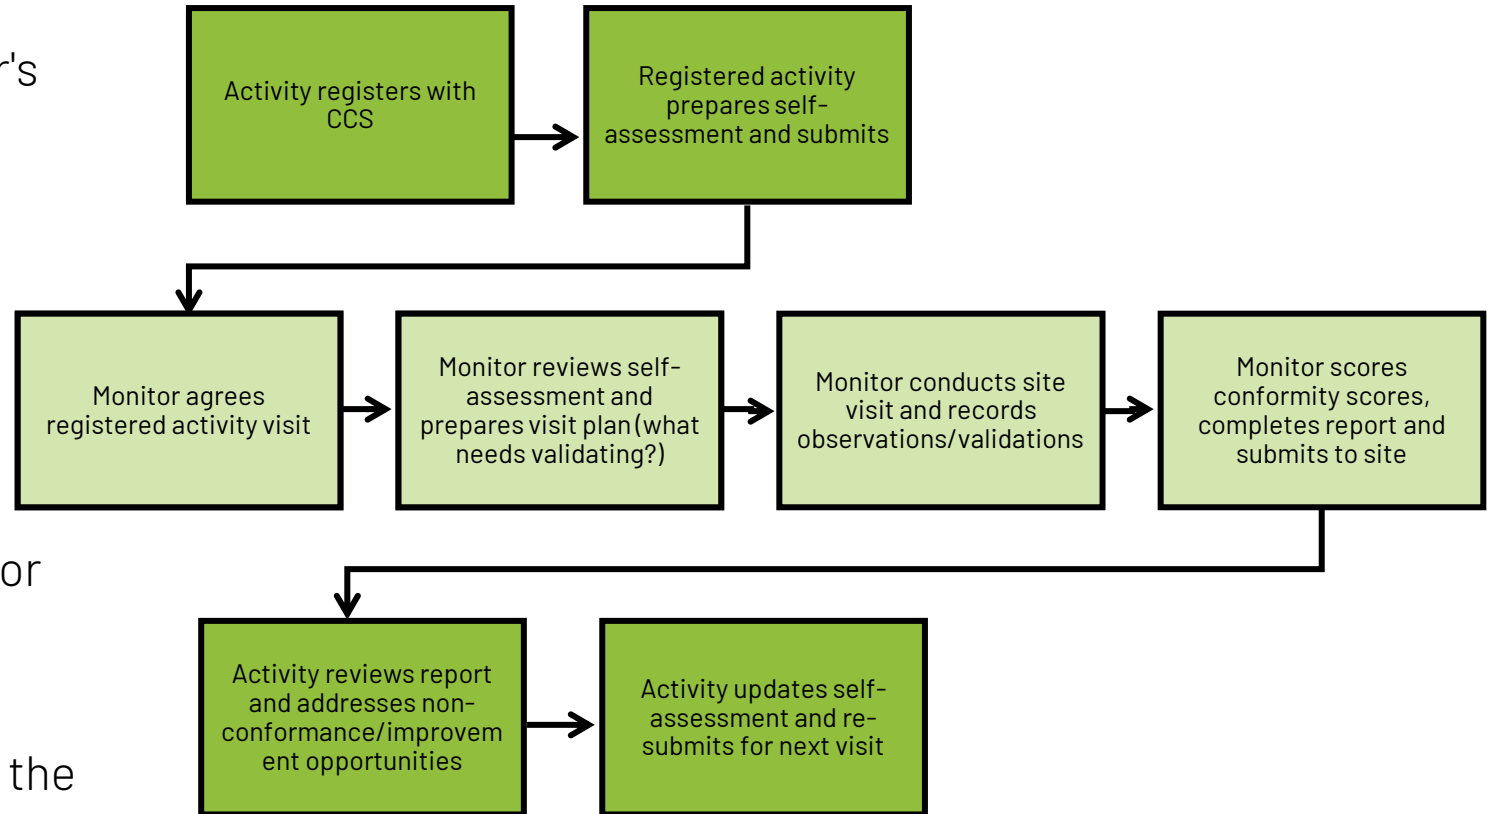 r's
Activity registers with
CCS
Registered activity
prepares self-
assessment and submits
Monitor agrees
registered activity visit
Monitor reviews self-
assessment and
prepares visit plan (what
needs validating?)
Monitor conducts site
visit and records
observations/validations
Monitor scores
conformity scores,
completes report and
submits to site
or
Activity reviews report
and addresses non-
conformance/improvem
ent opportunities
Activity updates self-
assessment and re-
submits for next visit
the